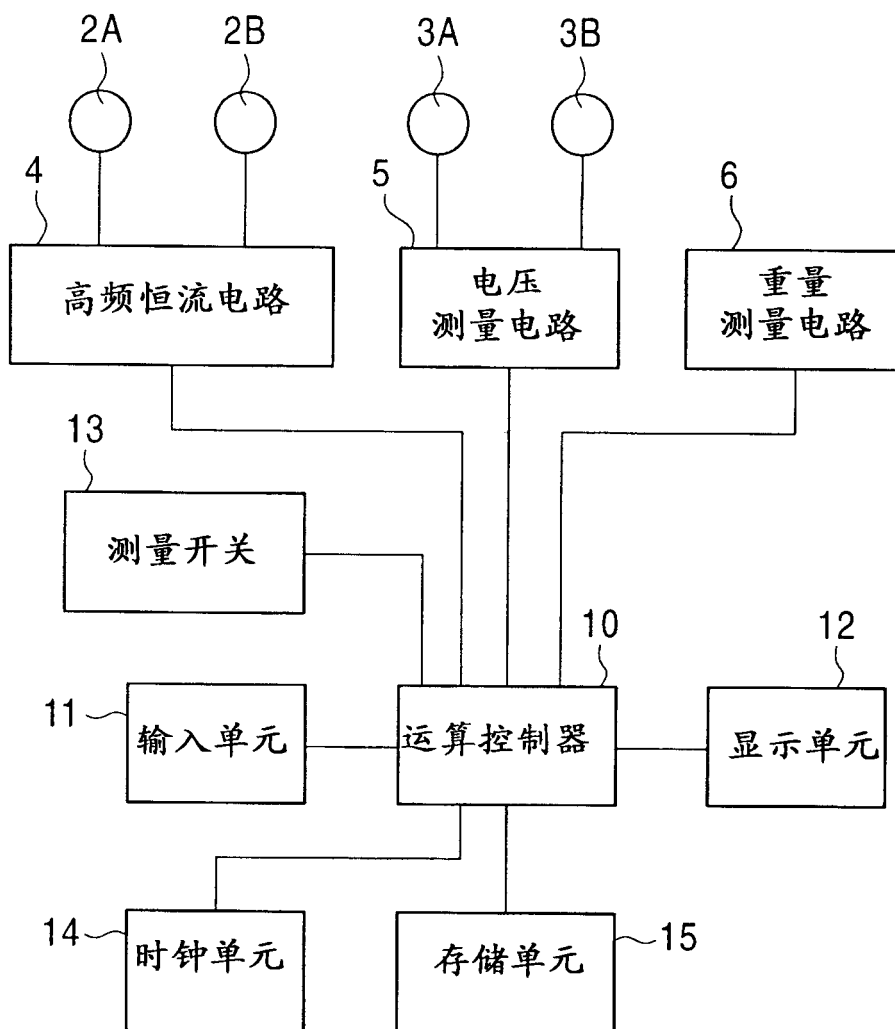 2A
2B
3A
3B
4
5
6
高频恒流电路
电压
测量电路
重量
测量电路
13
测量开关
10
12
11
输入单元
运算控制器
显示单元
14
时钟单元
存储单元
15